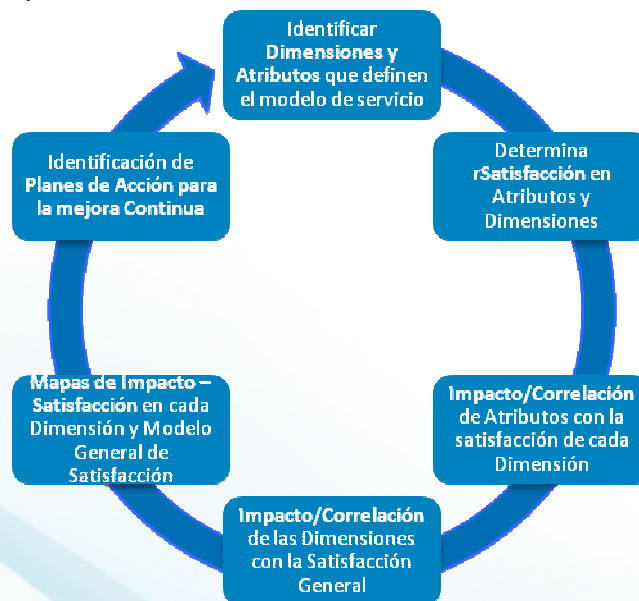 Identificar
Dimensiones y
Atributos que definen
el modelo de servicio
Determina
rSatisfacción en
Atributos y
Dimensiones
Impacto/Correlación
de Atributos con la
satisfacción de cada
Dimensión
Impacto/Correlación
de las Dimensiones
con la Satisfacción
General
Mapas de Impacto –
Satisfacción en cada
Dimensión y Modelo
General de
Satisfacción
Identificación de
Planes de Acción para
la mejora Continua